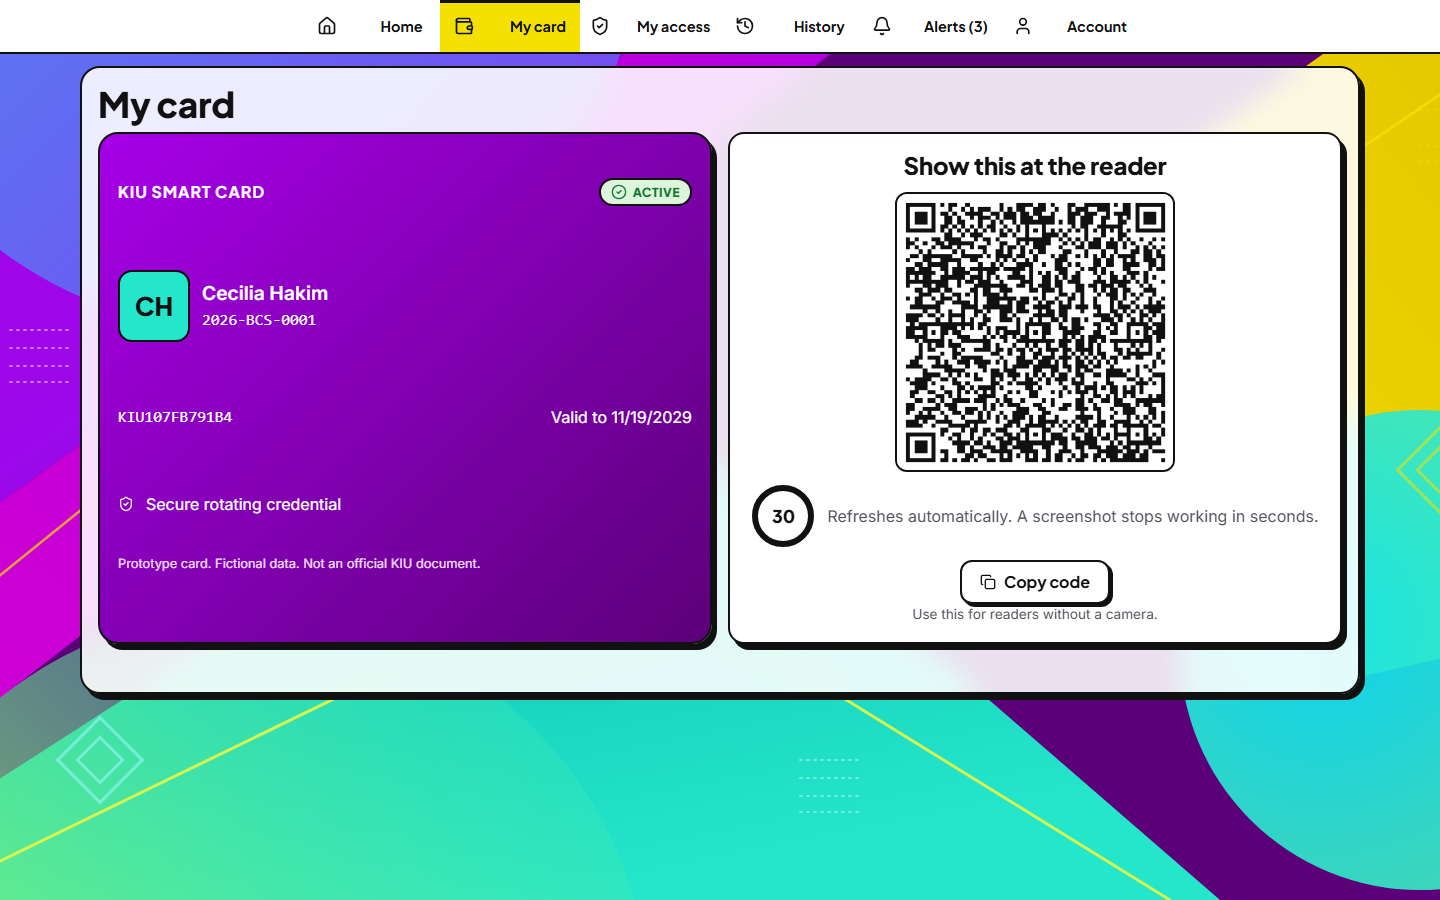 Home
My card
My access
History
Alerts (3)
Account
My card
KIU SMART CARD
ACTIVE
CH
Cecilia Hakim
2026-BCS-0001
KIU107FB791B4
Valid to 11/19/2029
Secure rotating credential
Prototype card. Fictional data. Not an official KIU document.
Show this at the reader
30
Refreshes automatically. A screenshot stops working in seconds.
Copy code
Use this for readers without a camera.